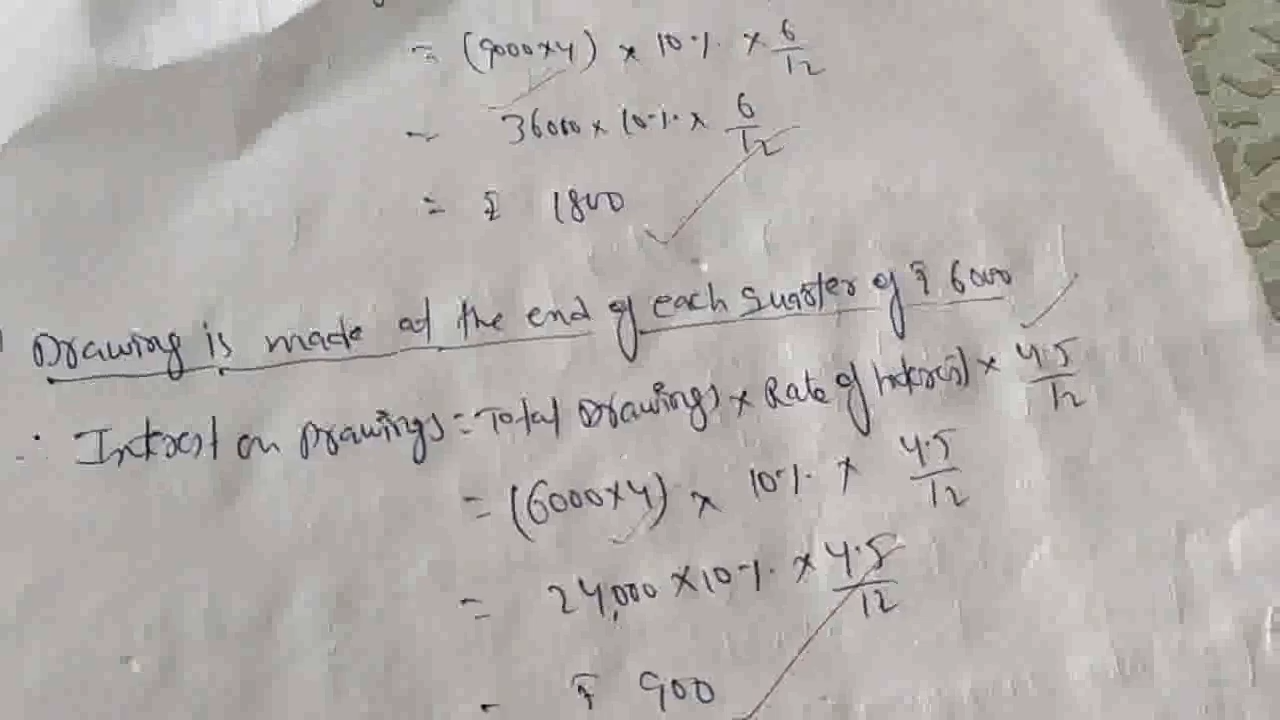 = (9000×4) × 10% × 6/12
= 36000 × 10% × 6/12
= ₹ 1800
Drawing is made at the end of each Quarter of ₹ 6000
∴ Interest on Drawings = Total Drawings × Rate of Interest × 4.5/12
= (6000×4) × 10% × 4.5/12
= 24,000 × 10% × 4.5/12
= ₹ 900